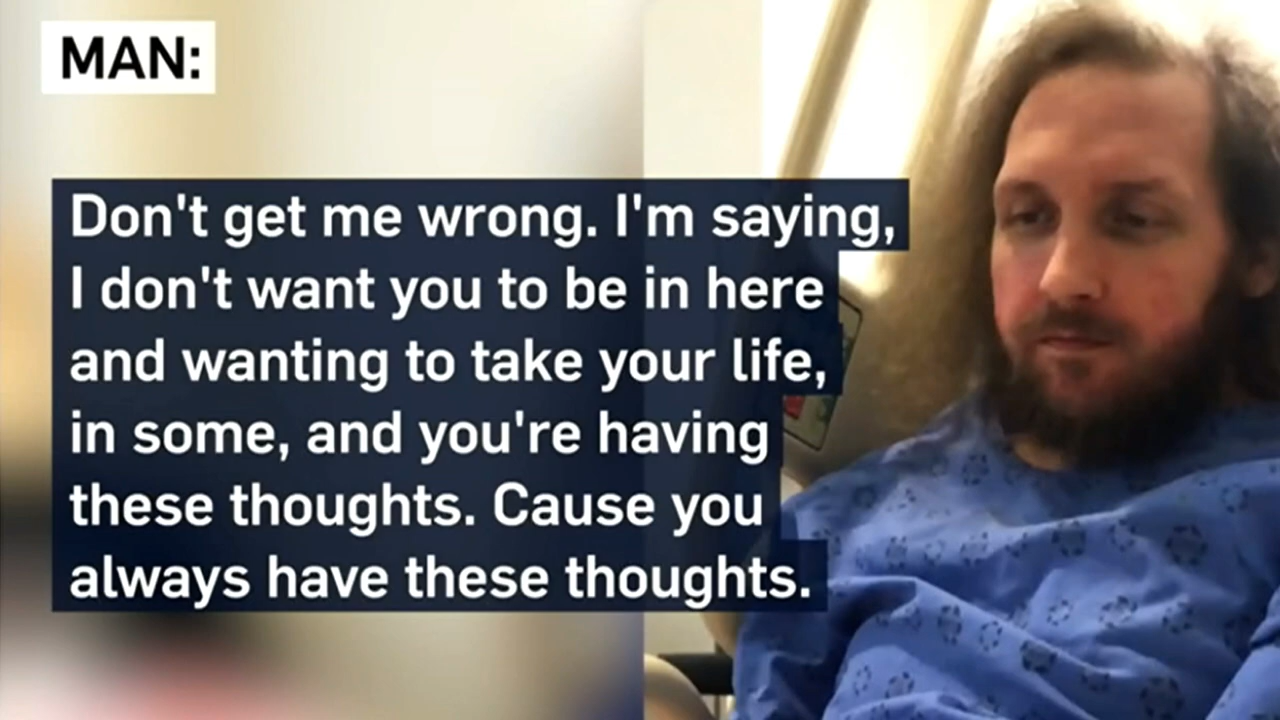 MAN:
Don't get me wrong. I'm saying,
I don't want you to be in here
and wanting to take your life,
in some, and you're having
these thoughts. Cause you
always have these thoughts.